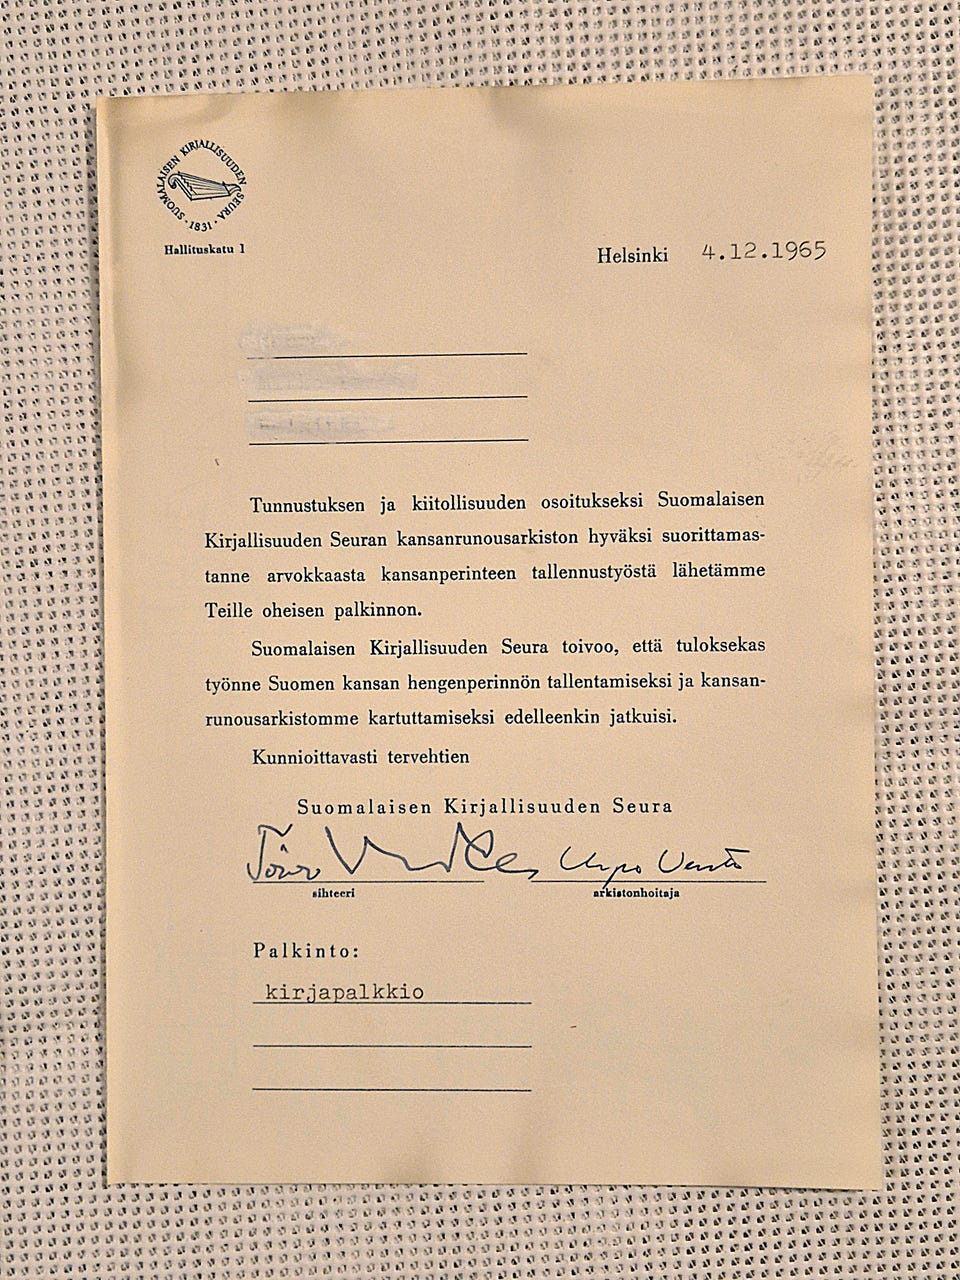 SUOMALAISEN KIRJALLISUUDEN SEURA · 1831 ·
Hallituskatu 1
Helsinki 4.12.1965
Tunnustuksen ja kiitollisuuden osoitukseksi Suomalaisen
Kirjallisuuden Seuran kansanrunousarkiston hyväksi suorittamas-
tanne arvokkaasta kansanperinteen tallennustyöstä lähetämme
Teille oheisen palkinnon.
Suomalaisen Kirjallisuuden Seura toivoo, että tuloksekas
työnne Suomen kansan hengenperinnön tallentamiseksi ja kansan-
runousarkistomme kartuttamiseksi edelleenkin jatkuisi.
Kunnioittavasti tervehtien
Suomalaisen Kirjallisuuden Seura
sihteeri arkistonhoitaja
Palkinto:
kirjapalkkio